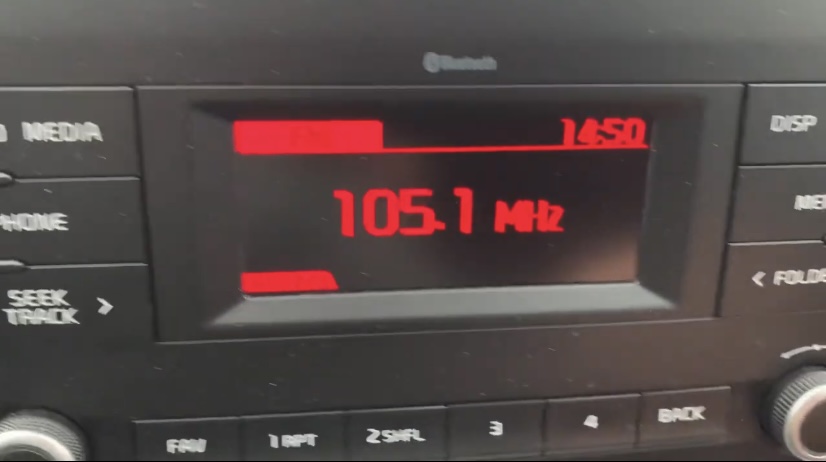 Bluetooth
MEDIA
14:50
DISP
105.1 MHz
PHONE
SEEK
TRACK
< FOLDE
FAV
1 RPT
2 SHFL
3
4
BACK